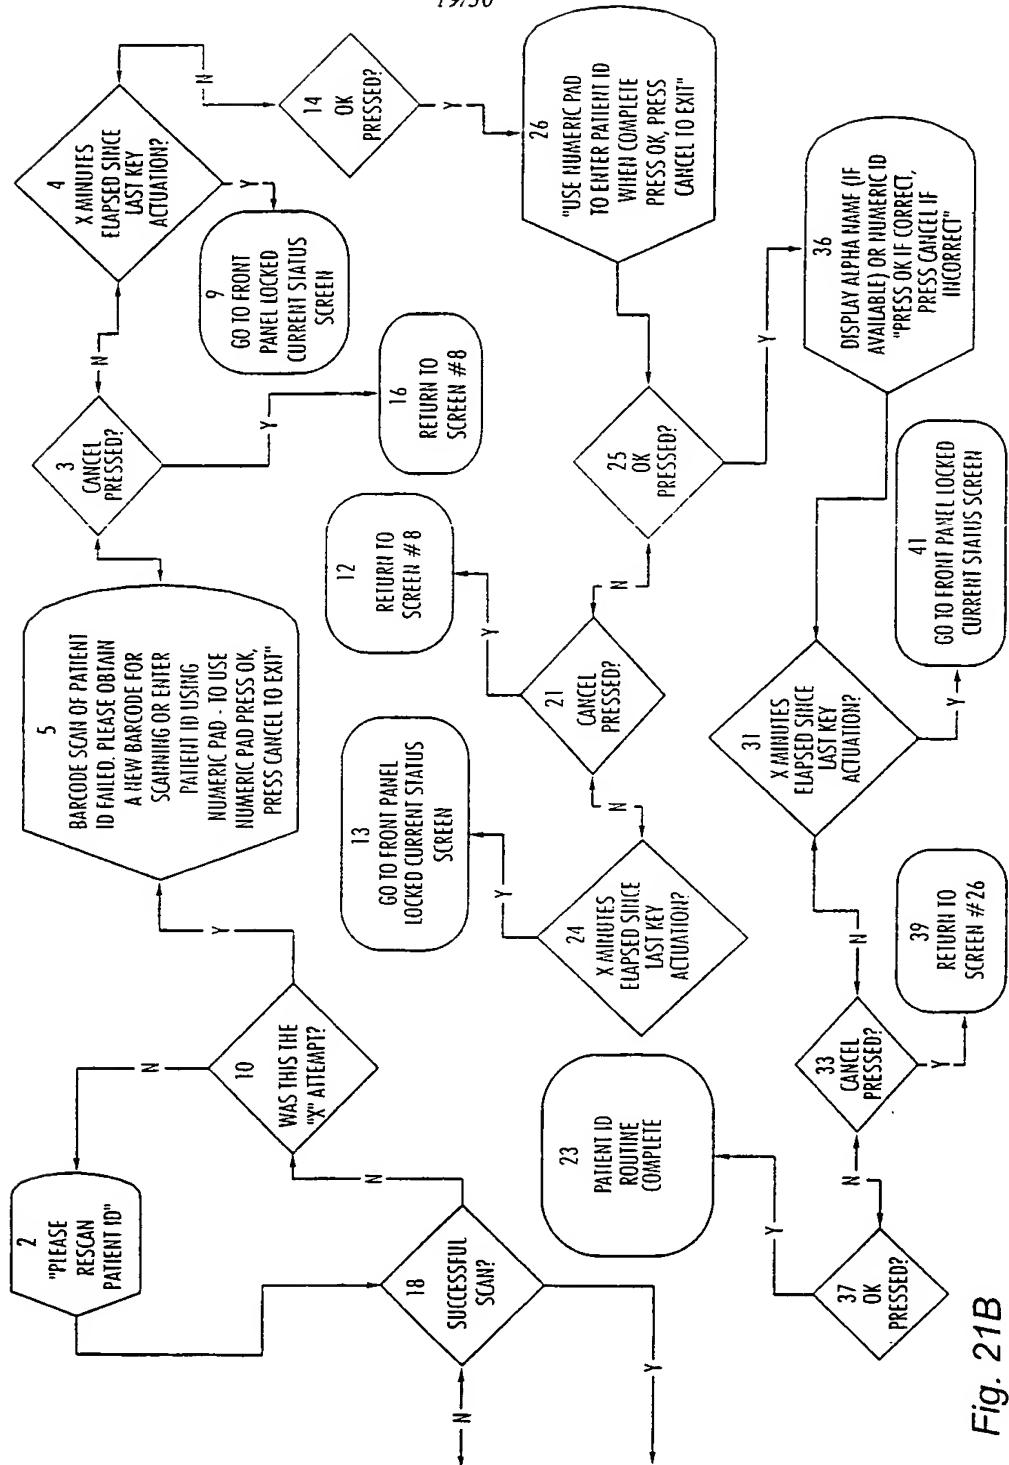 19/50
2
"PLEASE
RESCAN
PATIENT ID"
N
10
WAS THIS THE
"X" ATTEMPT?
Y
N
18
SUCCESSFUL
SCAN?
N
Y
5
BARCODE SCAN OF PATIENT
ID FAILED. PLEASE OBTAIN
A NEW BARCODE FOR
SCANNING OR ENTER
PATIENT ID USING
NUMERIC PAD - TO USE
NUMERIC PAD PRESS OK,
PRESS CANCEL TO EXIT"
3
CANCEL
PRESSED?
N
Y
4
X MINUTES
ELAPSED SINCE
LAST KEY
ACTUATION?
N
Y
9
GO TO FRONT
PANEL LOCKED
CURRENT STATUS
SCREEN
16
RETURN TO
SCREEN #8
14
OK
PRESSED?
Y
26
"USE NUMERIC PAD
TO ENTER PATIENT ID
WHEN COMPLETE
PRESS OK, PRESS
CANCEL TO EXIT"
25
OK
PRESSED?
N
Y
21
CANCEL
PRESSED?
Y
N
12
RETURN TO
SCREEN #8
24
X MINUTES
ELAPSED SINCE
LAST KEY
ACTUATION?
Y
13
GO TO FRONT PANEL
LOCKED CURRENT STATUS
SCREEN
36
DISPLAY ALPHA NAME (IF
AVAILABLE) OR NUMERIC ID
"PRESS OK IF CORRECT,
PRESS CANCEL IF
INCORRECT"
31
X MINUTES
ELAPSED SINCE
LAST KEY
ACTUATION?
N
Y
41
GO TO FRONT PANEL LOCKED
CURRENT STATUS SCREEN
33
CANCEL
PRESSED?
N
Y
39
RETURN TO
SCREEN #26
37
OK
PRESSED?
Y
23
PATIENT ID
ROUTINE
COMPLETE
Fig. 21B